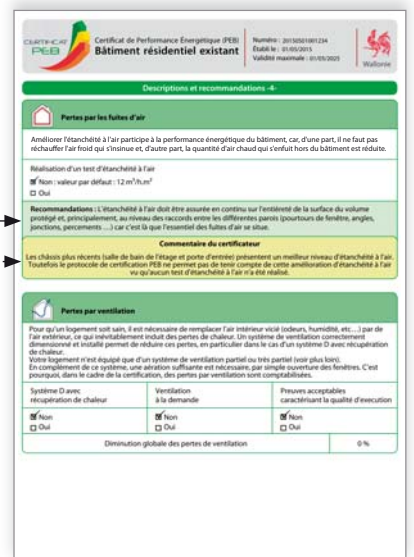 CERTIFICAT
PEB
Certificat de Performance Énergétique (PEB)
Bâtiment résidentiel existant
Numéro : 20150501001234
Établi le : 01/05/2015
Validité maximale : 01/05/2025
Wallonie
Descriptions et recommandations -4-
Pertes par les fuites d'air
Améliorer l'étanchéité à l'air participe à la performance énergétique du bâtiment, car, d'une part, il ne faut pas
réchauffer l'air froid qui s'insinue et, d'autre part, la quantité d'air chaud qui s'enfuit hors du bâtiment est réduite.
Réalisation d'un test d'étanchéité à l'air
Non : valeur par défaut : 12 m³/h.m²
Oui
Recommandations : L'étanchéité à l'air doit être assurée en continu sur l'entièreté de la surface du volume
protégé et, principalement, au niveau des raccords entre les différentes parois (pourtours de fenêtre, angles,
jonctions, percements ...) car c'est là que l'essentiel des fuites d'air se situe.
Commentaire du certificateur
Les châssis plus récents (salle de bain de l'étage et porte d'entrée) présentent un meilleur niveau d'étanchéité à l'air.
Toutefois le protocole de certification PEB ne permet pas de tenir compte de cette amélioration d'étanchéité à l'air
vu qu'aucun test d'étanchéité à l'air n'a été réalisé.
Pertes par ventilation
Pour qu'un logement soit sain, il est nécessaire de remplacer l'air intérieur vicié (odeurs, humidité, etc...) par de
l'air extérieur, ce qui inévitablement induit des pertes de chaleur. Un système de ventilation correctement
dimensionné et installé permet de réduire ces pertes, en particulier dans le cas d'un système D avec récupération
de chaleur.
Votre logement n'est équipé que d'un système de ventilation partiel ou très partiel (voir plus loin).
En complément de ce système, une aération suffisante est nécessaire, par simple ouverture des fenêtres. C'est
pourquoi, dans le cadre de la certification, des pertes par ventilation sont comptabilisées.
Système D avec
récupération de chaleur
Ventilation
à la demande
Preuves acceptables
caractérisant la qualité d'execution
Non
Oui
Non
Oui
Non
Oui
Diminution globale des pertes de ventilation
0 %